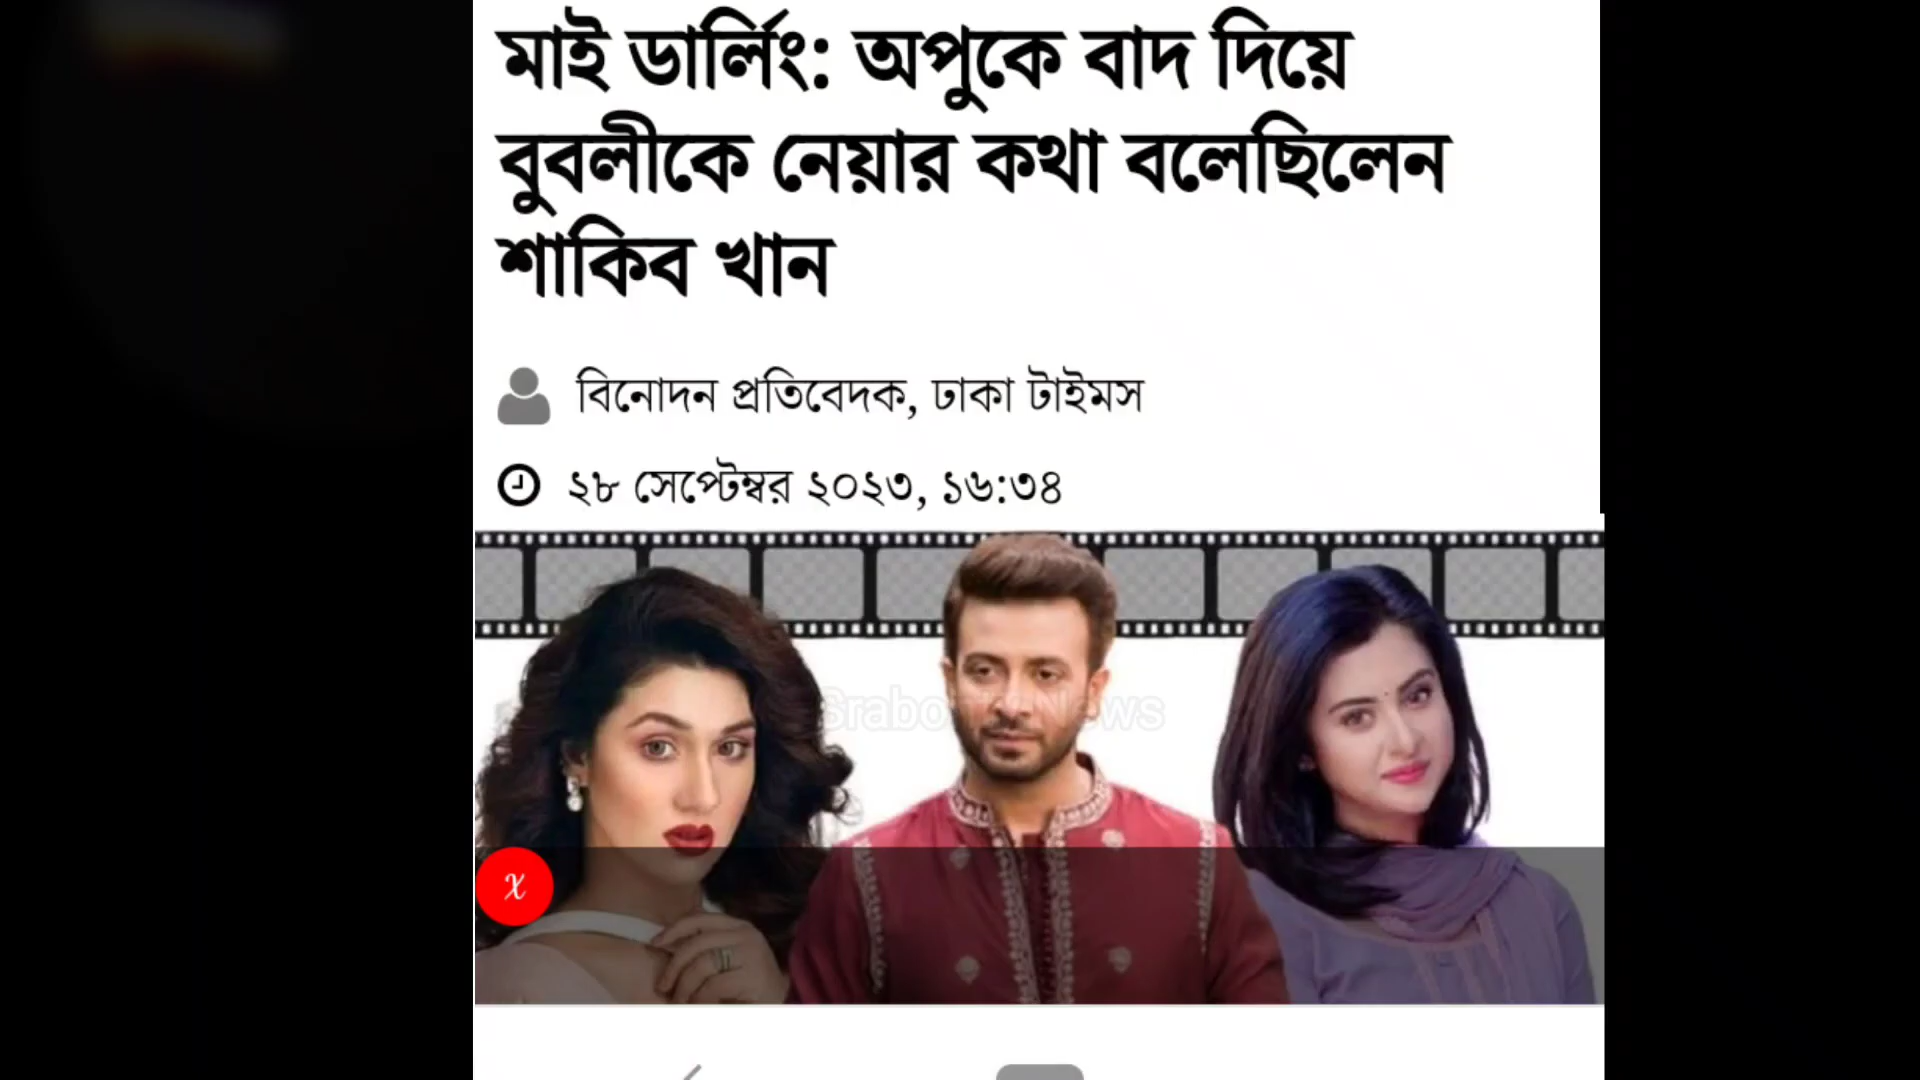 মাই ডার্লিং: অপুকে বাদ দিয়ে
বুবলীকে নেয়ার কথা বলেছিলেন
শাকিব খান
বিনোদন প্রতিবেদক, ঢাকা টাইমস
২৮ সেপ্টেম্বর ২০২৩, ১৬:৩৪